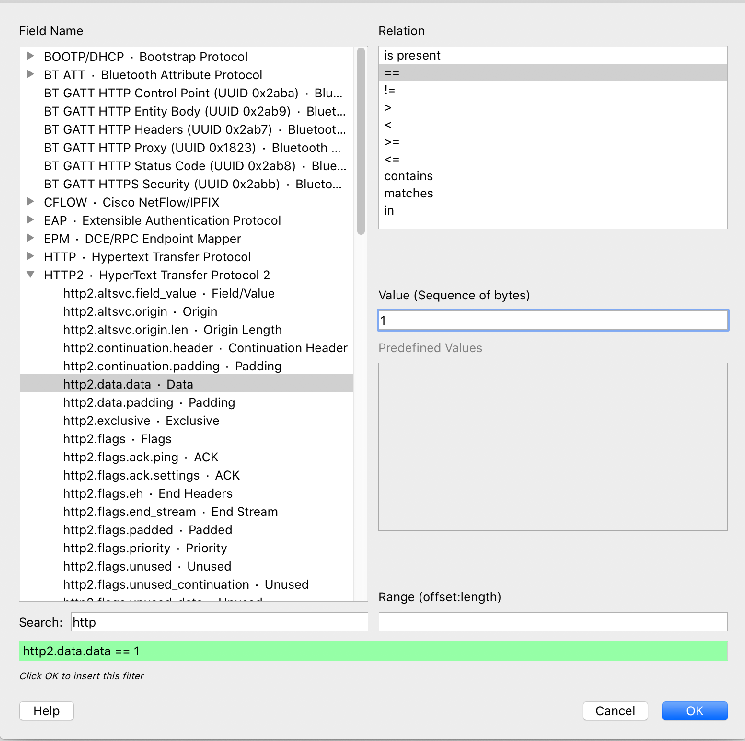 Field Name
BOOTP/DHCP · Bootstrap Protocol
BT ATT · Bluetooth Attribute Protocol
BT GATT HTTP Control Point (UUID 0x2aba) · Blu...
BT GATT HTTP Entity Body (UUID 0x2ab9) · Bluet...
BT GATT HTTP Headers (UUID 0x2ab7) · Bluetoot...
BT GATT HTTP Proxy (UUID 0x1823) · Bluetooth ...
BT GATT HTTP Status Code (UUID 0x2ab8) · Blue...
BT GATT HTTPS Security (UUID 0x2abb) · Blueto...
CFLOW · Cisco NetFlow/IPFIX
EAP · Extensible Authentication Protocol
EPM · DCE/RPC Endpoint Mapper
HTTP · Hypertext Transfer Protocol
HTTP2 · HyperText Transfer Protocol 2
http2.altsvc.field_value · Field/Value
http2.altsvc.origin · Origin
http2.altsvc.origin.len · Origin Length
http2.continuation.header · Continuation Header
http2.continuation.padding · Padding
http2.data.data · Data
http2.data.padding · Padding
http2.exclusive · Exclusive
http2.flags · Flags
http2.flags.ack.ping · ACK
http2.flags.ack.settings · ACK
http2.flags.eh · End Headers
http2.flags.end_stream · End Stream
http2.flags.padded · Padded
http2.flags.priority · Priority
http2.flags.unused · Unused
http2.flags.unused_continuation · Unused
Search: http
Relation
is present
==
!=
>
<
>=
<=
contains
matches
in
Value (Sequence of bytes)
1
Predefined Values
Range (offset:length)
http2.data.data == 1
Click OK to insert this filter
Help
Cancel
OK